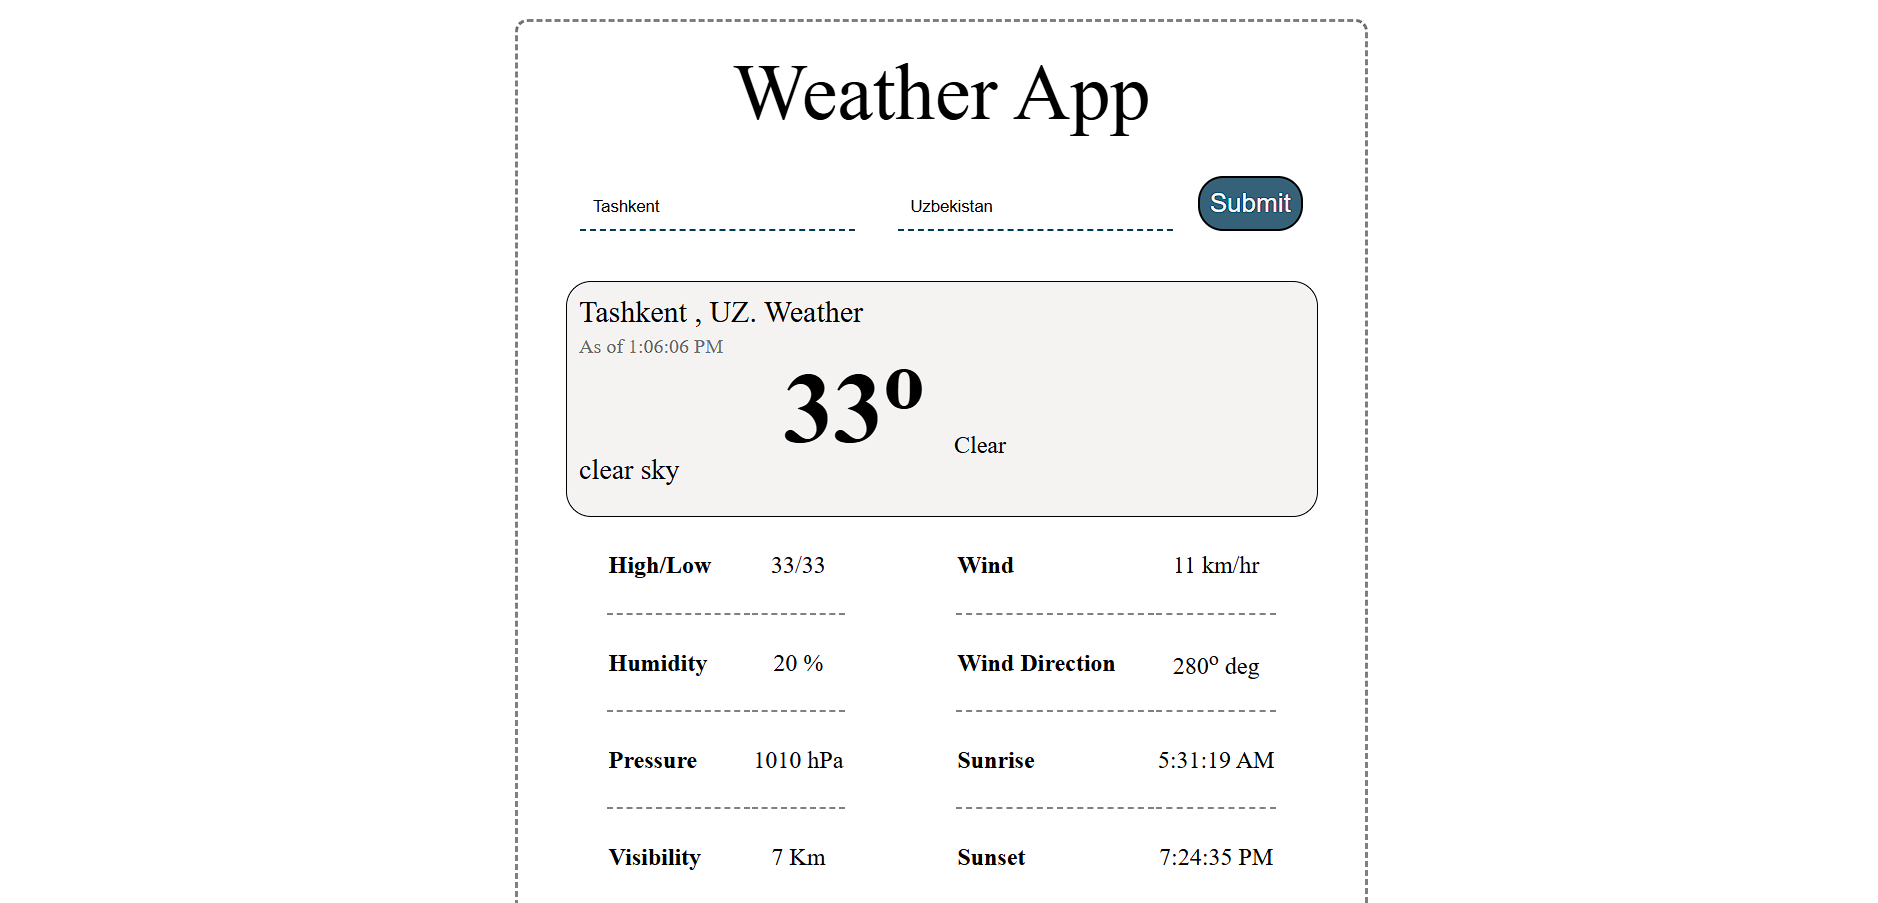 Weather App
Tashkent Uzbekistan Submit
Tashkent , UZ. Weather
As of 1:06:06 PM
33º
Clear
clear sky
High/Low 33/33 Wind 11 km/hr
Humidity 20 % Wind Direction 280º deg
Pressure 1010 hPa Sunrise 5:31:19 AM
Visibility 7 Km Sunset 7:24:35 PM